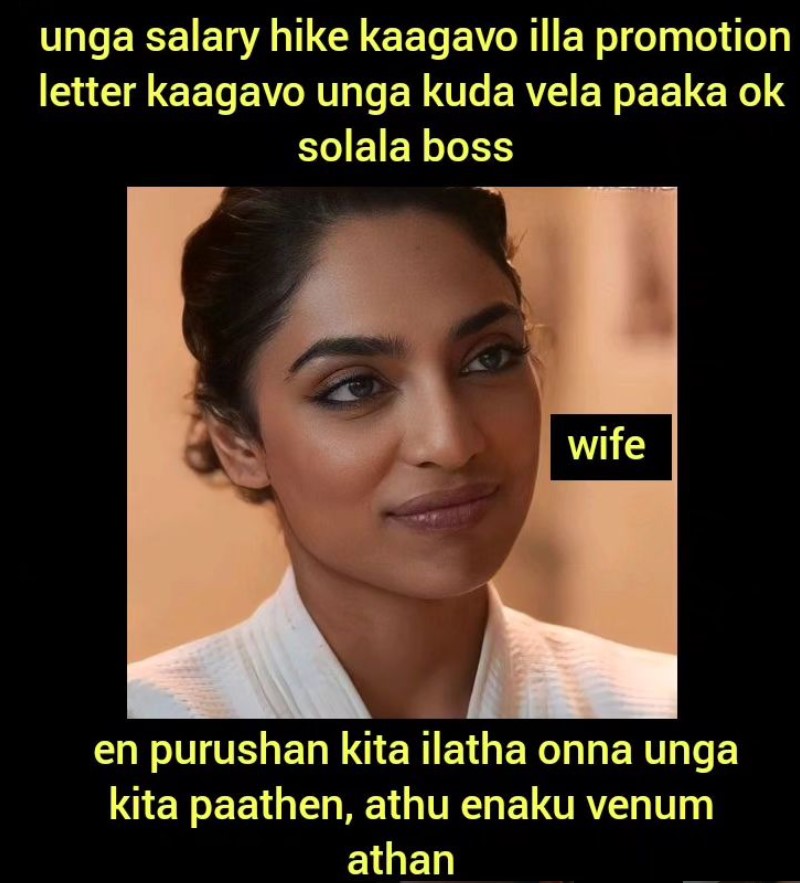 unga salary hike kaagavo illa promotion
letter kaagavo unga kuda vela paaka ok
solala boss
wife
en purushan kita ilatha onna unga
kita paathen, athu enaku venum
athan